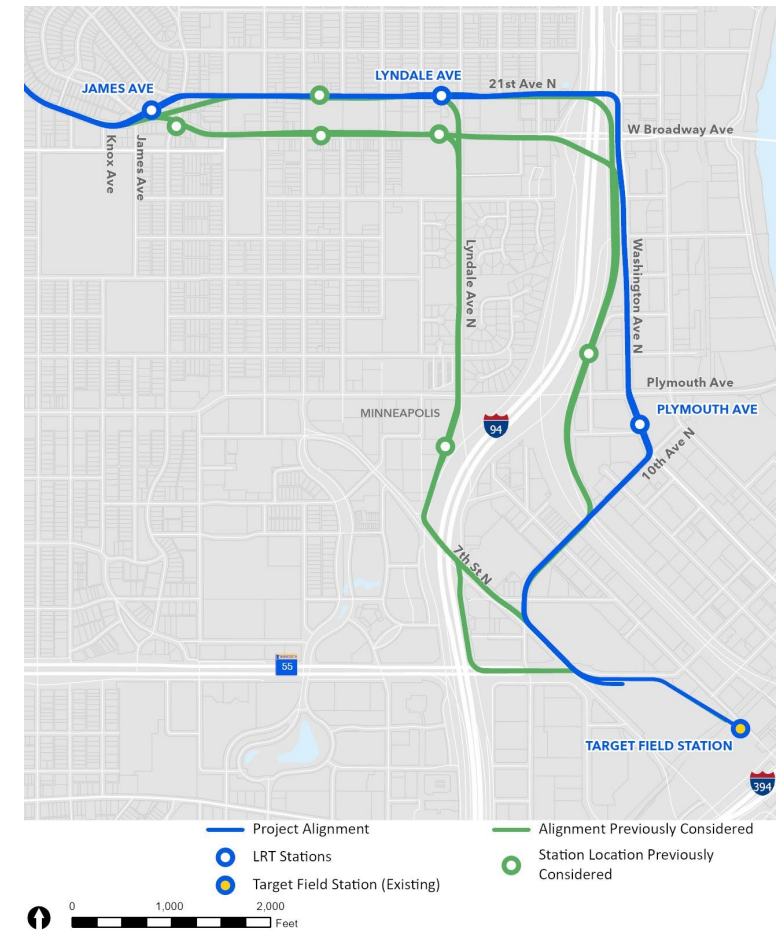 LYNDALE AVE
21st Ave N
JAMES AVE
W Broadway Ave
Knox Ave
James Ave
Lyndale Ave N
Washington Ave N
Plymouth Ave
MINNEAPOLIS
PLYMOUTH AVE
94
10th Ave N
7th St N
55
TARGET FIELD STATION
394
Project Alignment
Alignment Previously Considered
LRT Stations
Station Location Previously
Considered
Target Field Station (Existing)
0 1,000 2,000
Feet